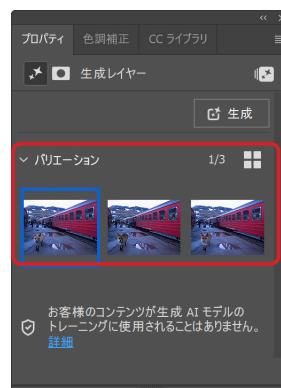 プロパティ 色調補正 CC ライブラリ
生成レイヤー
生成
バリエーション 1/3
お客様のコンテンツが生成 AI モデルの
トレーニングに使用されることはありません。
詳細